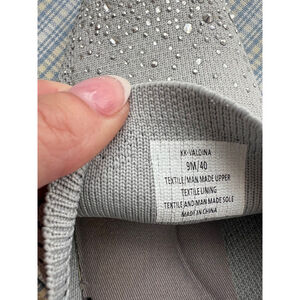 KK-VALDINA
9M/40
TEXTILE/MAN MADE UPPER
TEXTILE LINING
TEXTILE AND MAN MADE SOLE
MADE IN CHINA